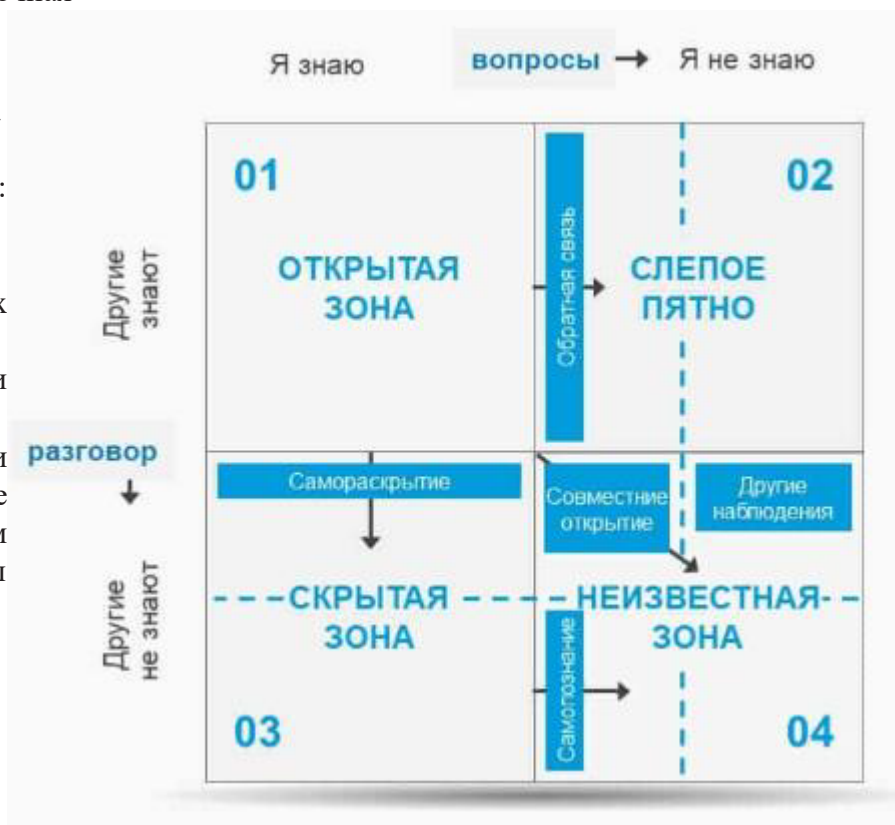 Я знаю
вопросы
Я не знаю
01
02
Другие
знают
ОТКРЫТАЯ
ЗОНА
Обратная связь
СЛЕПОЕ
ПЯТНО
разговор
Самораскрытие
Совместние
открытие
Другие
наблюдения
Другие
не знают
СКРЫТАЯ
ЗОНА
НЕИЗВЕСТНАЯ
ЗОНА
Самопознание
03
04